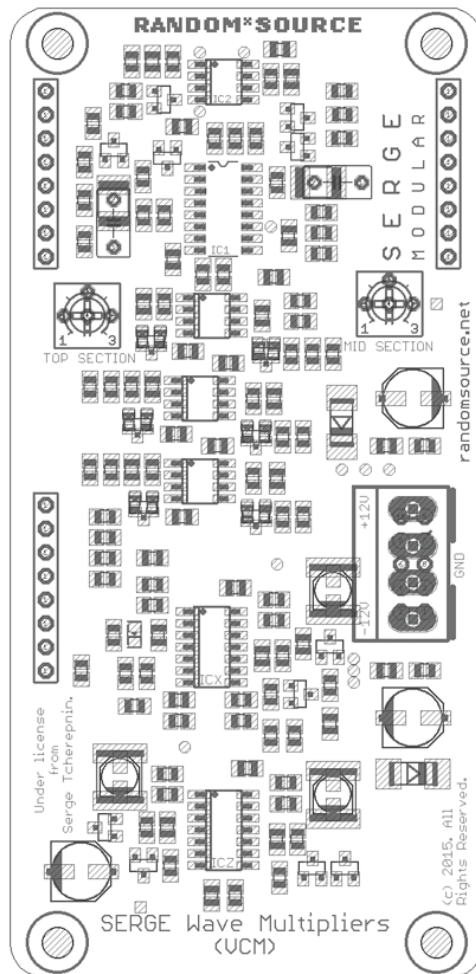 RANDOM*SOURCE
IC2
SERGE
MODULAR
IC1
1 3
TOP SECTION
1 3
MID SECTION
randomsource.net
+12V
GND
-12V
ICX
Under license
from
Serge Tcherepnin.
ICZ
(c) 2015. All
Rights Reserved.
SERGE Wave Multipliers
(VCM)